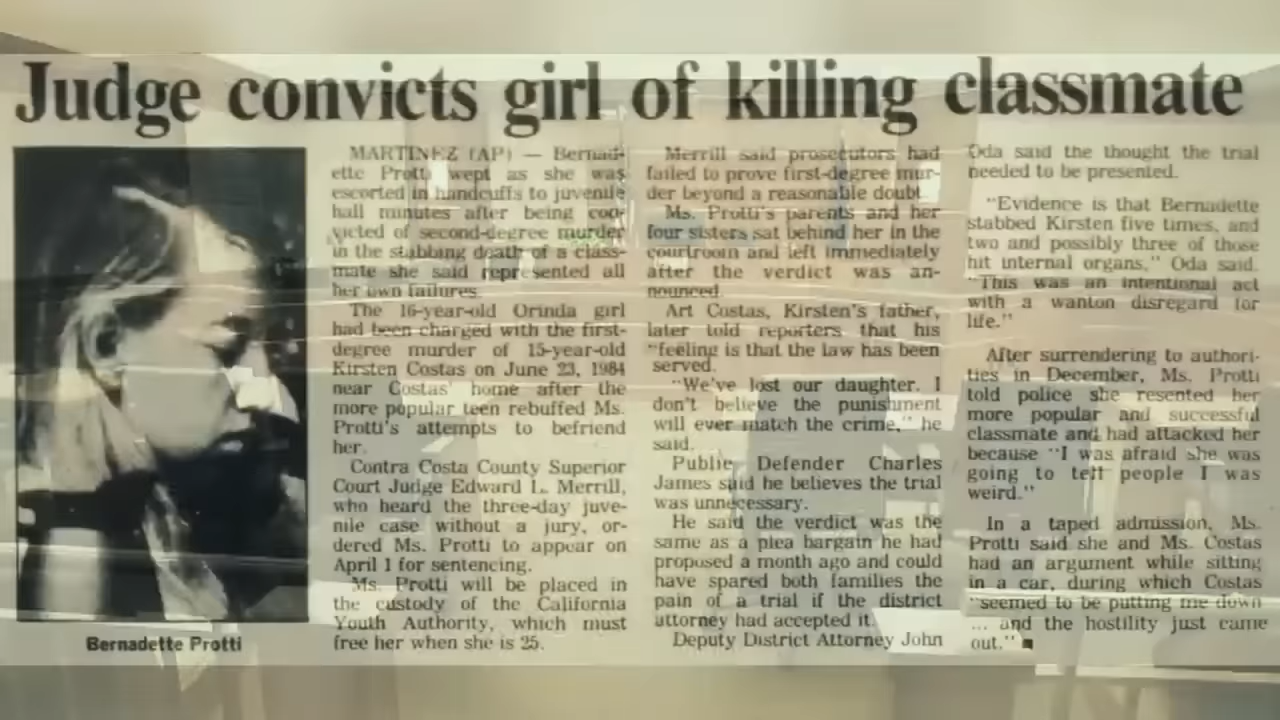 Judge convicts girl of killing classmate
MARTINEZ (AP) — Bernad-
ette Protti wept as she was
escorted in handcuffs to juvenile
hall minutes after being con-
victed of second-degree murder
in the stabbing death of a class-
mate she said represented all
her own failures.
The 16-year-old Orinda girl
had been charged with the first-
degree murder of 15-year-old
Kirsten Costas on June 23, 1984
near Costas' home after the
more popular teen rebuffed Ms.
Protti's attempts to befriend
her.
Contra Costa County Superior
Court Judge Edward L. Merrill,
who heard the three-day juve-
nile case without a jury, or-
dered Ms. Protti to appear on
April 1 for sentencing.
Ms. Protti will be placed in
the custody of the California
Youth Authority, which must
free her when she is 25.
Merrill said prosecutors had
failed to prove first-degree mur-
der beyond a reasonable doubt.
Ms. Protti's parents and her
four sisters sat behind her in the
courtroom and left immediately
after the verdict was an-
nounced.
Art Costas, Kirsten's father,
later told reporters that his
"feeling is that the law has been
served.
"We've lost our daughter. I
don't believe the punishment
will ever match the crime," he
said.
Public Defender Charles
James said he believes the trial
was unnecessary.
He said the verdict was the
same as a plea bargain he had
proposed a month ago and could
have spared both families the
pain of a trial if the district
attorney had accepted it.
Deputy District Attorney John
Oda said the thought the trial
needed to be presented.
"Evidence is that Bernadette
stabbed Kirsten five times, and
two and possibly three of those
hit internal organs," Oda said.
"This was an intentional act
with a wanton disregard for
life."
After surrendering to authori-
ties in December, Ms. Protti
told police she resented her
more popular and successful
classmate and had attacked her
because "I was afraid she was
going to tell people I was
weird."
In a taped admission, Ms.
Protti said she and Ms. Costas
had an argument while sitting
in a car, during which Costas
"seemed to be putting me down
... and the hostility just came
out."
Bernadette Protti